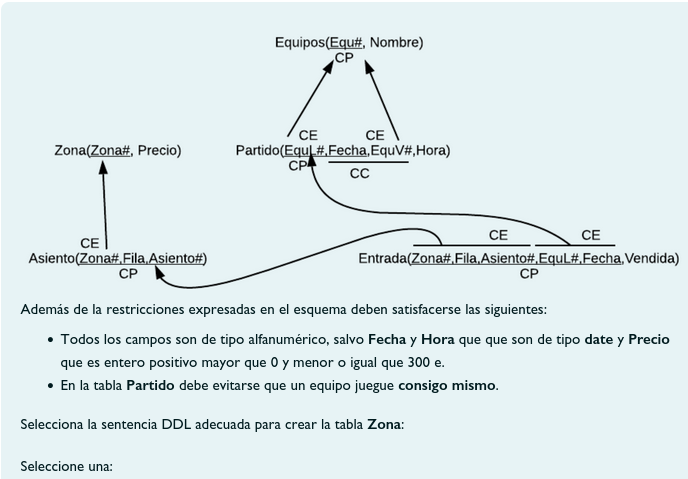 Equipos(Equ#, Nombre)
CP
CE CE
Zona(Zona#, Precio) Partido(EquL#,Fecha,EquV#,Hora)
CP CC
CE CE CE
Asiento(Zona#,Fila,Asiento#) Entrada(Zona#,Fila,Asiento#,EquL#,Fecha,Vendida)
CP CP
Además de la restricciones expresadas en el esquema deben satisfacerse las siguientes:
• Todos los campos son de tipo alfanumérico, salvo Fecha y Hora que que son de tipo date y Precio
que es entero positivo mayor que 0 y menor o igual que 300 e.
• En la tabla Partido debe evitarse que un equipo juegue consigo mismo.
Selecciona la sentencia DDL adecuada para crear la tabla Zona:
Seleccione una: